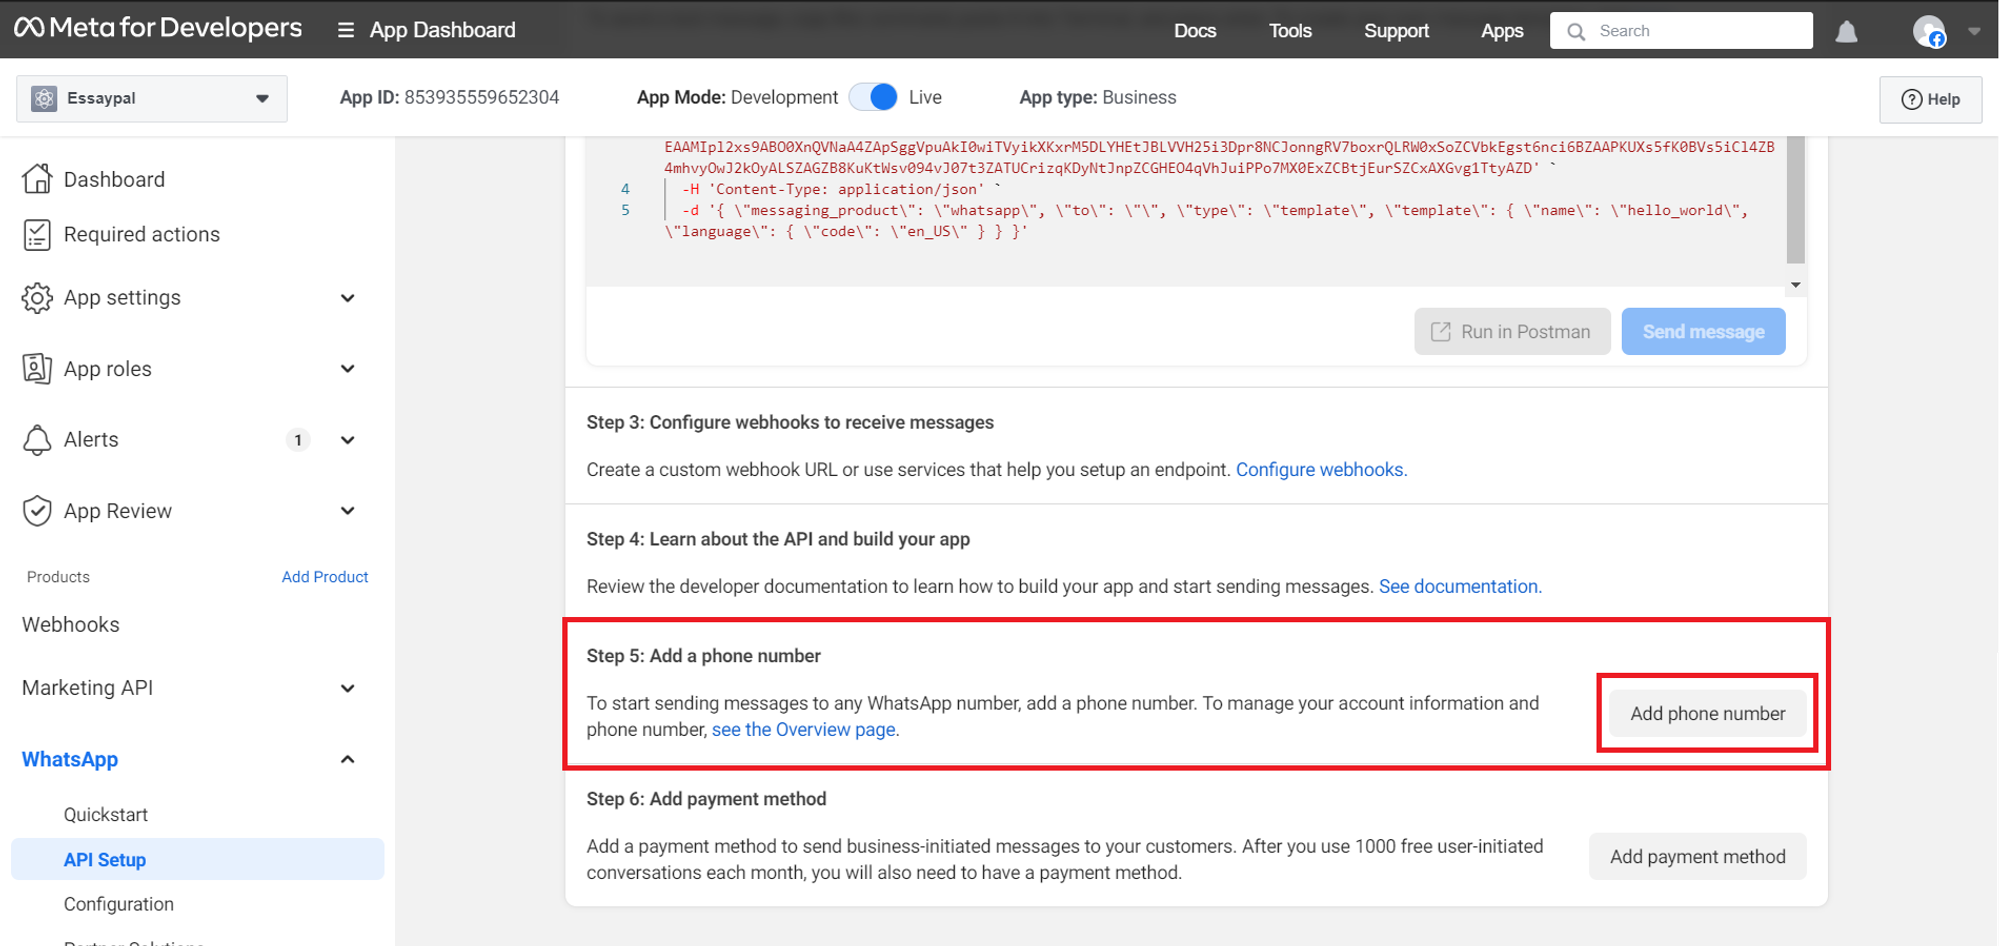 Meta for Developers
App Dashboard
Docs
Tools
Support
Apps
Search
Essaypal
App ID: 853935559652304
App Mode: Development
Live
App type: Business
Help
Dashboard
Required actions
App settings
App roles
Alerts
1
App Review
Products
Add Product
Webhooks
Marketing API
WhatsApp
Quickstart
API Setup
Configuration
EAAMIpl2xs9ABO0XnQVNaA4ZApSggVpuAkI0wiTVyikXKxrM5DLYHEtJBLVVH25i3Dpr8NCJonngRV7boxrQLRW0xSoZCVbkEgst6nci6BZAAPKUXs5fK0BVs5iCl4ZB
4mhvyOwJ2kOyALSZAGZB8KuKtWsv094vJ07t3ZATUCrizqKDyNtJnpZCGHEO4qVhJuiPPo7MX0ExZCBtjEurSZCxAXGvg1TtyAZD' `
4 -H 'Content-Type: application/json' `
5 -d '{ \"messaging_product\": \"whatsapp\", \"to\": \"\", \"type\": \"template\", \"template\": { \"name\": \"hello_world\",
\"language\": { \"code\": \"en_US\" } } }'
Run in Postman
Send message
Step 3: Configure webhooks to receive messages
Create a custom webhook URL or use services that help you setup an endpoint. Configure webhooks.
Step 4: Learn about the API and build your app
Review the developer documentation to learn how to build your app and start sending messages. See documentation.
Step 5: Add a phone number
To start sending messages to any WhatsApp number, add a phone number. To manage your account information and
phone number, see the Overview page.
Add phone number
Step 6: Add payment method
Add a payment method to send business-initiated messages to your customers. After you use 1000 free user-initiated
conversations each month, you will also need to have a payment method.
Add payment method